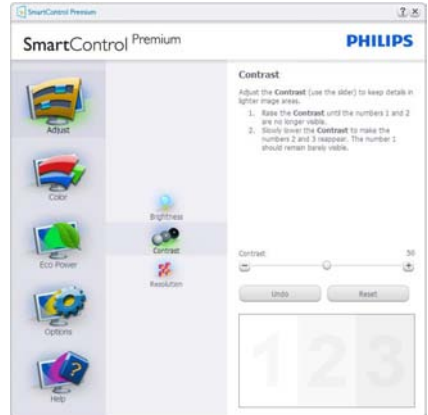 SmartControl Premium
SmartControl Premium
PHILIPS
Adjust
Color
Eco Power
Options
Help
Brightness
Contrast
Resolution
Contrast
Adjust the Contrast (use the slider) to keep details in
lighter image areas.
1. Raise the Contrast until the numbers 1 and 2
are no longer visible.
2. Slowly lower the Contrast to make the
numbers 2 and 3 reappear. The number 1
should remain barely visible.
Contrast 50
Undo Reset
1 2 3